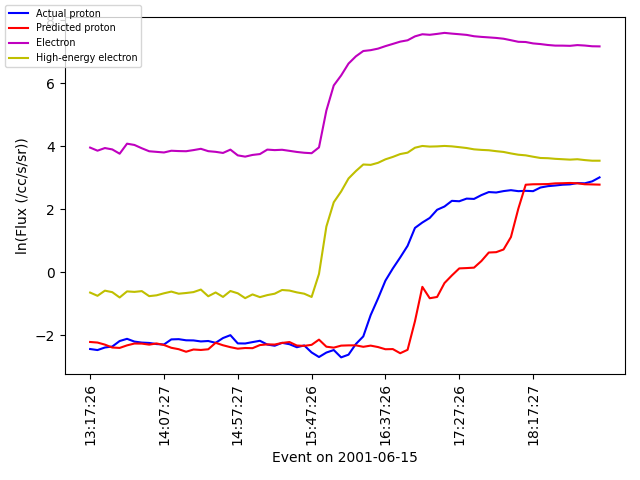 8
Actual proton
Predicted proton
Electron
High-energy electron
6
4
2
0
−2
ln(Flux (/cc/s/sr))
13:17:26
14:07:27
14:57:27
15:47:26
16:37:26
17:27:26
18:17:27
Event on 2001-06-15